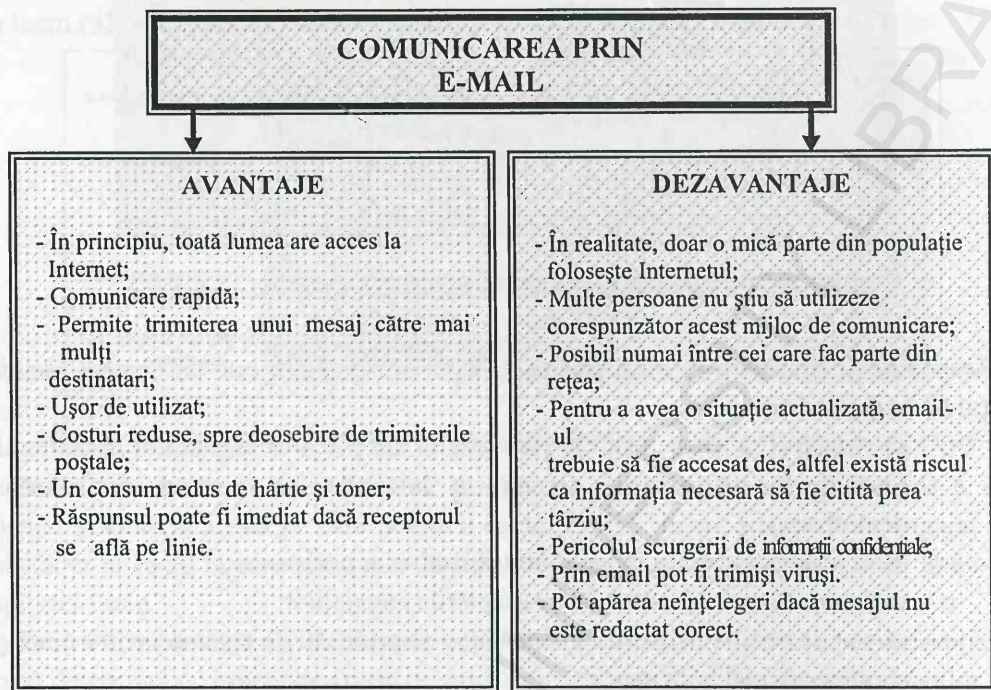 COMUNICAREA PRIN
E-MAIL
AVANTAJE
- În principiu, toată lumea are acces la
Internet;
- Comunicare rapidă;
- Permite trimiterea unui mesaj către mai
mulţi
destinatari;
- Uşor de utilizat;
- Costuri reduse, spre deosebire de trimiterile
poştale;
- Un consum redus de hârtie şi toner;
- Răspunsul poate fi imediat dacă receptorul
se află pe linie.
DEZAVANTAJE
- În realitate, doar o mică parte din populaţie
foloseşte Internetul;
- Multe persoane nu ştiu să utilizeze
corespunzător acest mijloc de comunicare;
- Posibil numai între cei care fac parte din
reţea;
- Pentru a avea o situaţie actualizată, email-
ul
trebuie să fie accesat des, altfel există riscul
ca informaţia necesară să fie citită prea
târziu;
- Pericolul scurgerii de informaţii confidenţiale;
- Prin email pot fi trimişi viruşi.
- Pot apărea neînţelegeri dacă mesajul nu
este redactat corect.